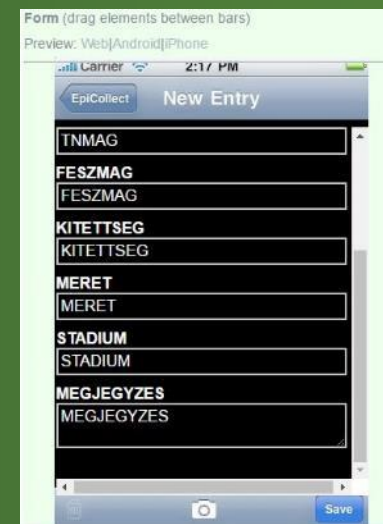 Form (drag elements between bars)
Preview: Web|Android|iPhone
Carrier 2:17 PM
EpiCollect New Entry
TNMAG
FESZMAG
FESZMAG
KITETTSEG
KITETTSEG
MERET
MERET
STADIUM
STADIUM
MEGJEGYZES
MEGJEGYZES
Save